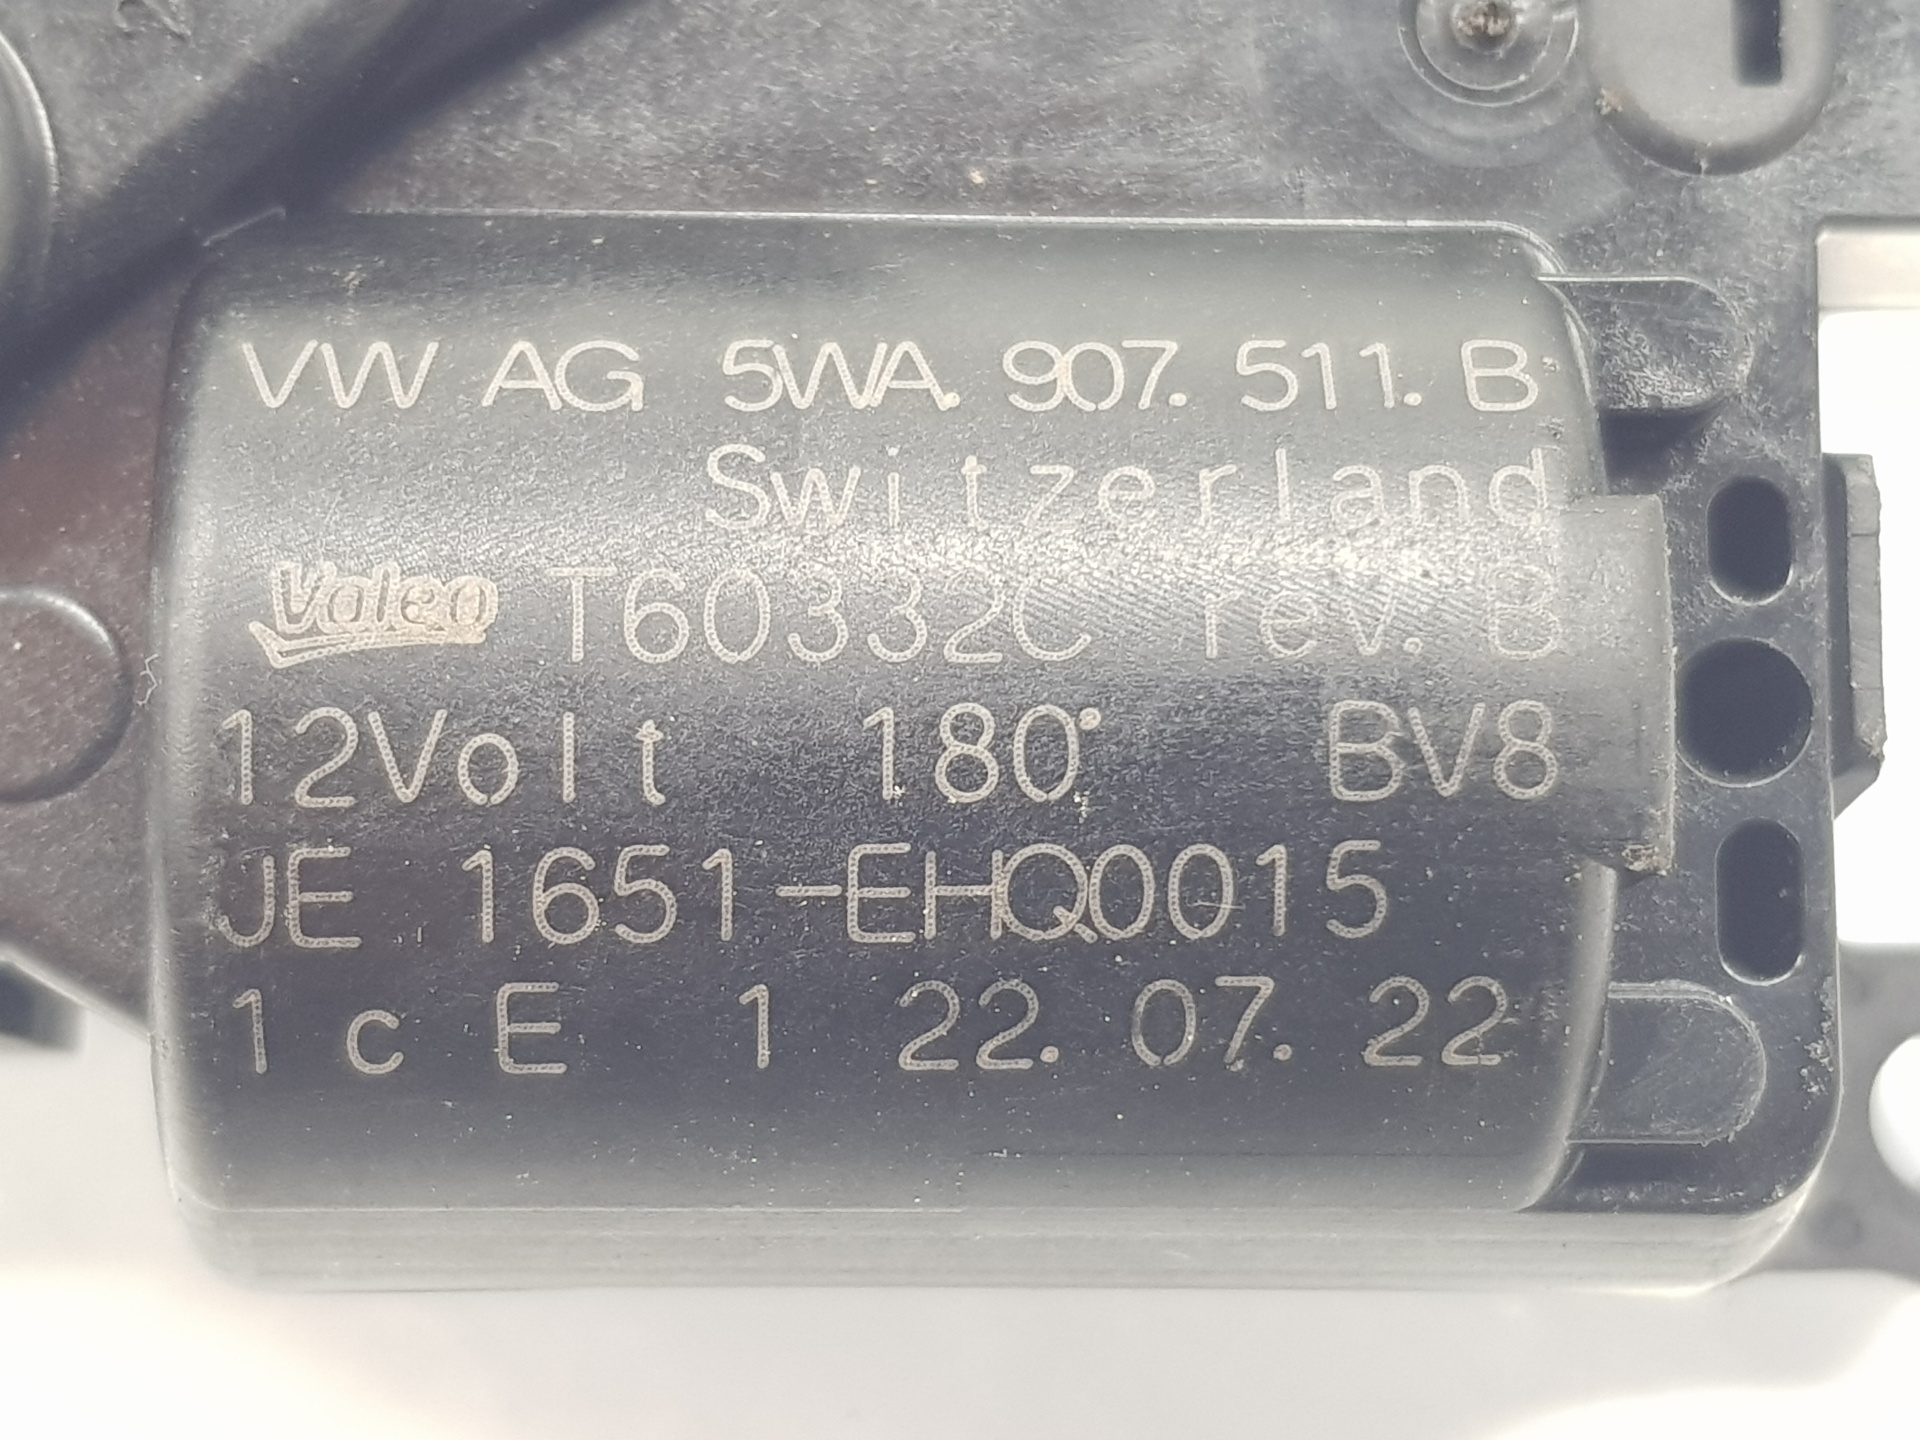 VW AG 5WA. 907. 511. B
Switzerland
Valeo T60332C rev. B
12Volt 180° BV8
JE 1651-EHQ0015
1 c E 1 22. 07. 22